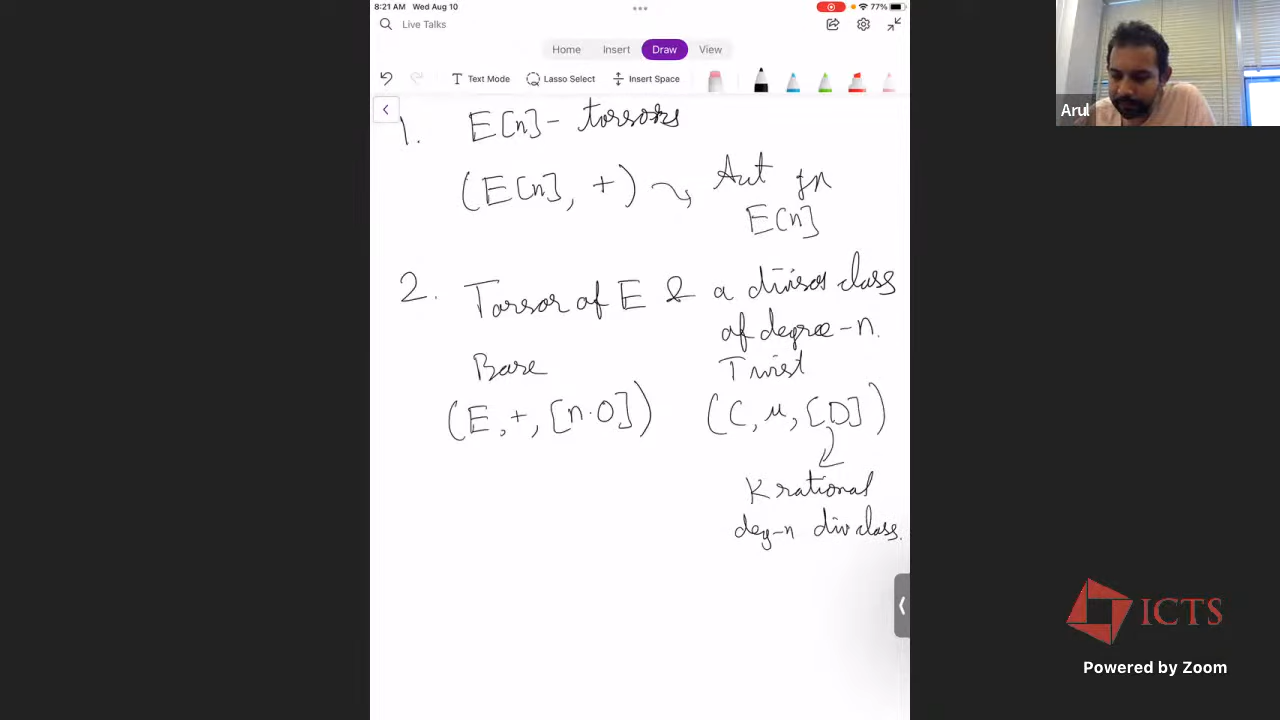 8:21 AM Wed Aug 10
77%
Live Talks
Home Insert Draw View
Text Mode Lasso Select Insert Space
Arul
1. E[n]- torsors
(E[n], +) ⤳ Aut gn
E[n]
2. Torsor of E & a divisor class
of degree-n.
Base Twist
(E, +, [n·O]) (C, μ, [D])
K rational
deg-n div class.
ICTS
Powered by Zoom